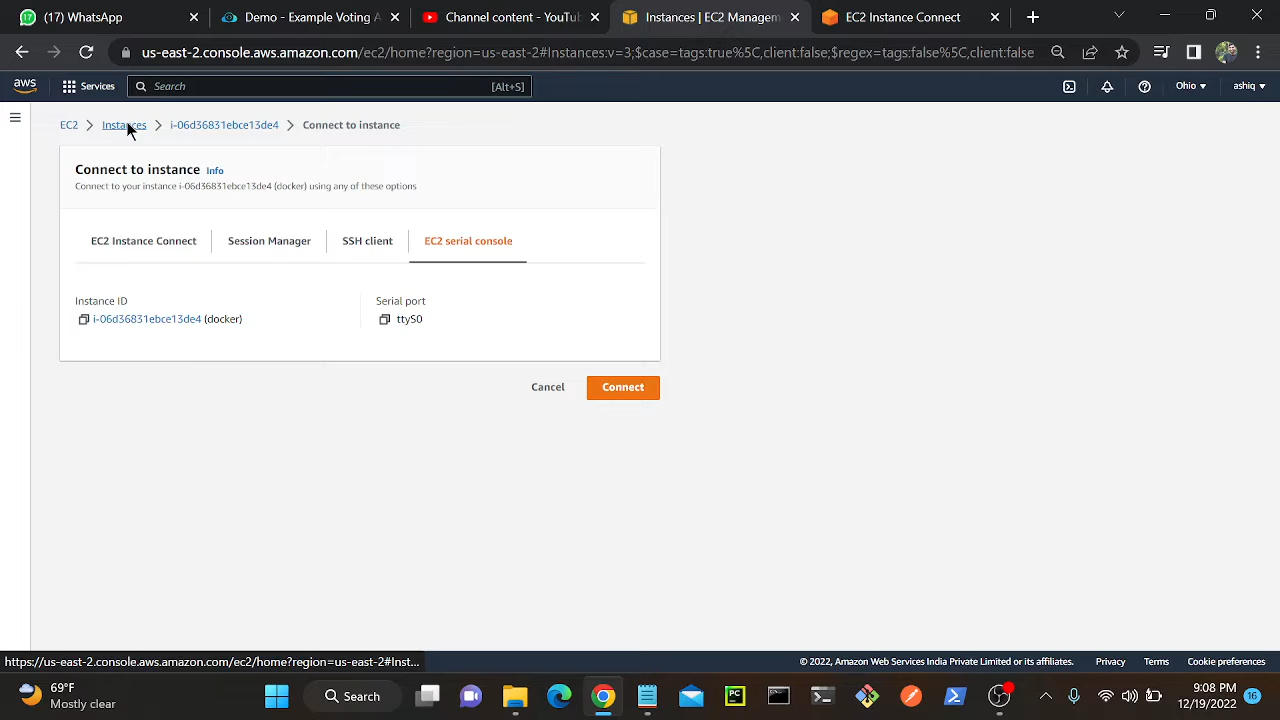 (17) WhatsApp
Demo - Example Voting A
Channel content - YouTu
Instances | EC2 Managem
EC2 Instance Connect
us-east-2.console.aws.amazon.com/ec2/home?region=us-east-2#Instances:v=3;$case=tags:true%5C,client:false;$regex=tags:false%5C,client:false
aws
Services
Search
[Alt+S]
Ohio
ashiq
EC2
Instances
i-06d36831ebce13de4
Connect to instance
Connect to instance Info
Connect to your instance i-06d36831ebce13de4 (docker) using any of these options
EC2 Instance Connect
Session Manager
SSH client
EC2 serial console
Instance ID
Serial port
i-06d36831ebce13de4 (docker)
ttyS0
Cancel
Connect
https://us-east-2.console.aws.amazon.com/ec2/home?region=us-east-2#Inst...
© 2022, Amazon Web Services India Private Limited or its affiliates.
Privacy
Terms
Cookie preferences
69°F
Mostly clear
Search
PC
9:08 PM
12/19/2022
16